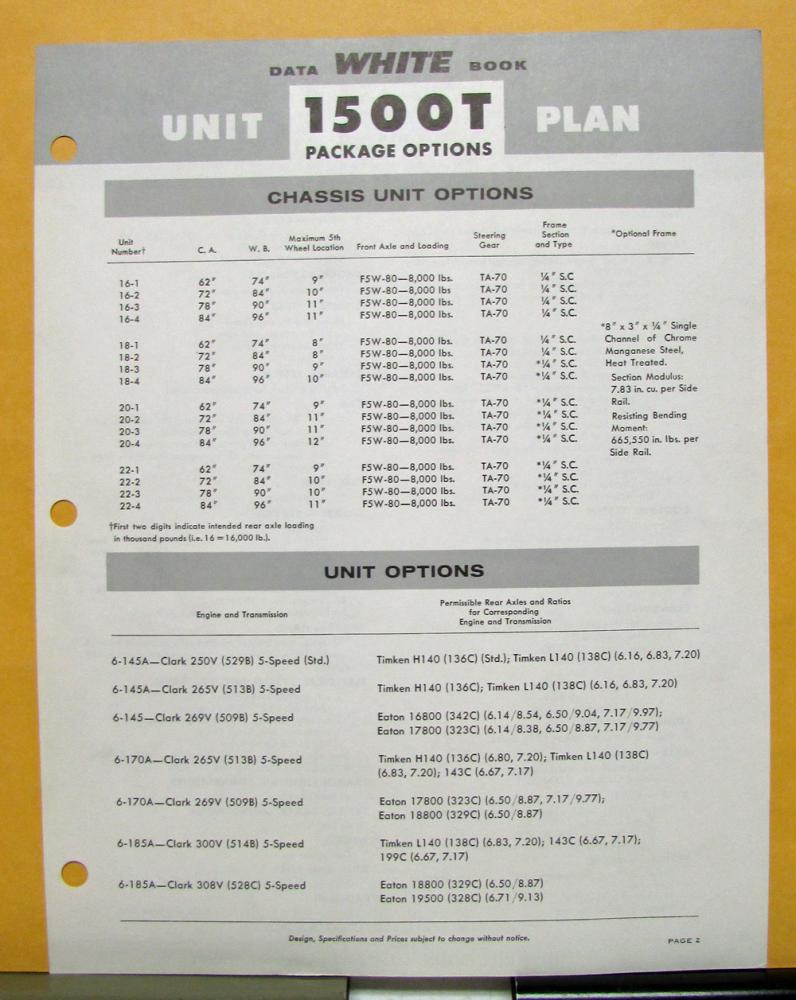 DATA WHITE BOOK
UNIT 1500T PLAN
PACKAGE OPTIONS
CHASSIS UNIT OPTIONS
Unit Number† C. A. W. B. Maximum 5th Wheel Location Front Axle and Loading Steering Gear Frame Section and Type *Optional Frame
16-1 62" 74" 9" F5W-80—8,000 lbs. TA-70 ¼" S.C
16-2 72" 84" 10" F5W-80—8,000 lbs TA-70 ¼" S.C.
16-3 78" 90" 11" F5W-80—8,000 lbs. TA-70 ¼" S.C.
16-4 84" 96" 11" F5W-80—8,000 lbs. TA-70 ¼" S.C.
18-1 62" 74" 8" F5W-80—8,000 lbs. TA-70 ¼" S.C.
18-2 72" 84" 8" F5W-80—8,000 lbs. TA-70 ¼" S.C.
18-3 78" 90" 9" F5W-80—8,000 lbs. TA-70 *¼" S.C.
18-4 84" 96" 10" F5W-80—8,000 lbs. TA-70 *¼" S.C.
20-1 62" 74" 9" F5W-80—8,000 lbs. TA-70 *¼" S.C.
20-2 72" 84" 11" F5W-80—8,000 lbs. TA-70 *¼" S.C.
20-3 78" 90" 11" F5W-80—8,000 lbs. TA-70 *¼" S.C.
20-4 84" 96" 12" F5W-80—8,000 lbs. TA-70 *¼" S.C.
22-1 62" 74" 9" F5W-80—8,000 lbs. TA-70 *¼" S.C.
22-2 72" 84" 10" F5W-80—8,000 lbs. TA-70 *¼" S.C.
22-3 78" 90" 10" F5W-80—8,000 lbs. TA-70 *¼" S.C.
22-4 84" 96" 11" F5W-80—8,000 lbs. TA-70 *¼" S.C.
*8" x 3" x ¼" Single
Channel of Chrome
Manganese Steel,
Heat Treated.
Section Modulus:
7.83 in. cu. per Side
Rail.
Resisting Bending
Moment:
665,550 in. lbs. per
Side Rail.
†First two digits indicate intended rear axle loading
in thousand pounds (i.e. 16 = 16,000 lb.).
UNIT OPTIONS
Engine and Transmission
Permissible Rear Axles and Ratios
for Corresponding
Engine and Transmission
6-145A—Clark 250V (529B) 5-Speed (Std.) Timken H140 (136C) (Std.); Timken L140 (138C) (6.16, 6.83, 7.20)
6-145A—Clark 265V (513B) 5-Speed Timken H140 (136C); Timken L140 (138C) (6.16, 6.83, 7.20)
6-145—Clark 269V (509B) 5-Speed Eaton 16800 (342C) (6.14/8.54, 6.50/9.04, 7.17/9.97);
Eaton 17800 (323C) (6.14/8.38, 6.50/8.87, 7.17/9.77)
6-170A—Clark 265V (513B) 5-Speed Timken H140 (136C) (6.80, 7.20); Timken L140 (138C)
(6.83, 7.20); 143C (6.67, 7.17)
6-170A—Clark 269V (509B) 5-Speed Eaton 17800 (323C) (6.50/8.87, 7.17/9.77);
Eaton 18800 (329C) (6.50/8.87)
6-185A—Clark 300V (514B) 5-Speed Timken L140 (138C) (6.83, 7.20); 143C (6.67, 7.17);
199C (6.67, 7.17)
6-185A—Clark 308V (528C) 5-Speed Eaton 18800 (329C) (6.50/8.87)
Eaton 19500 (328C) (6.71/9.13)
Design, Specifications and Prices subject to change without notice.
PAGE 2